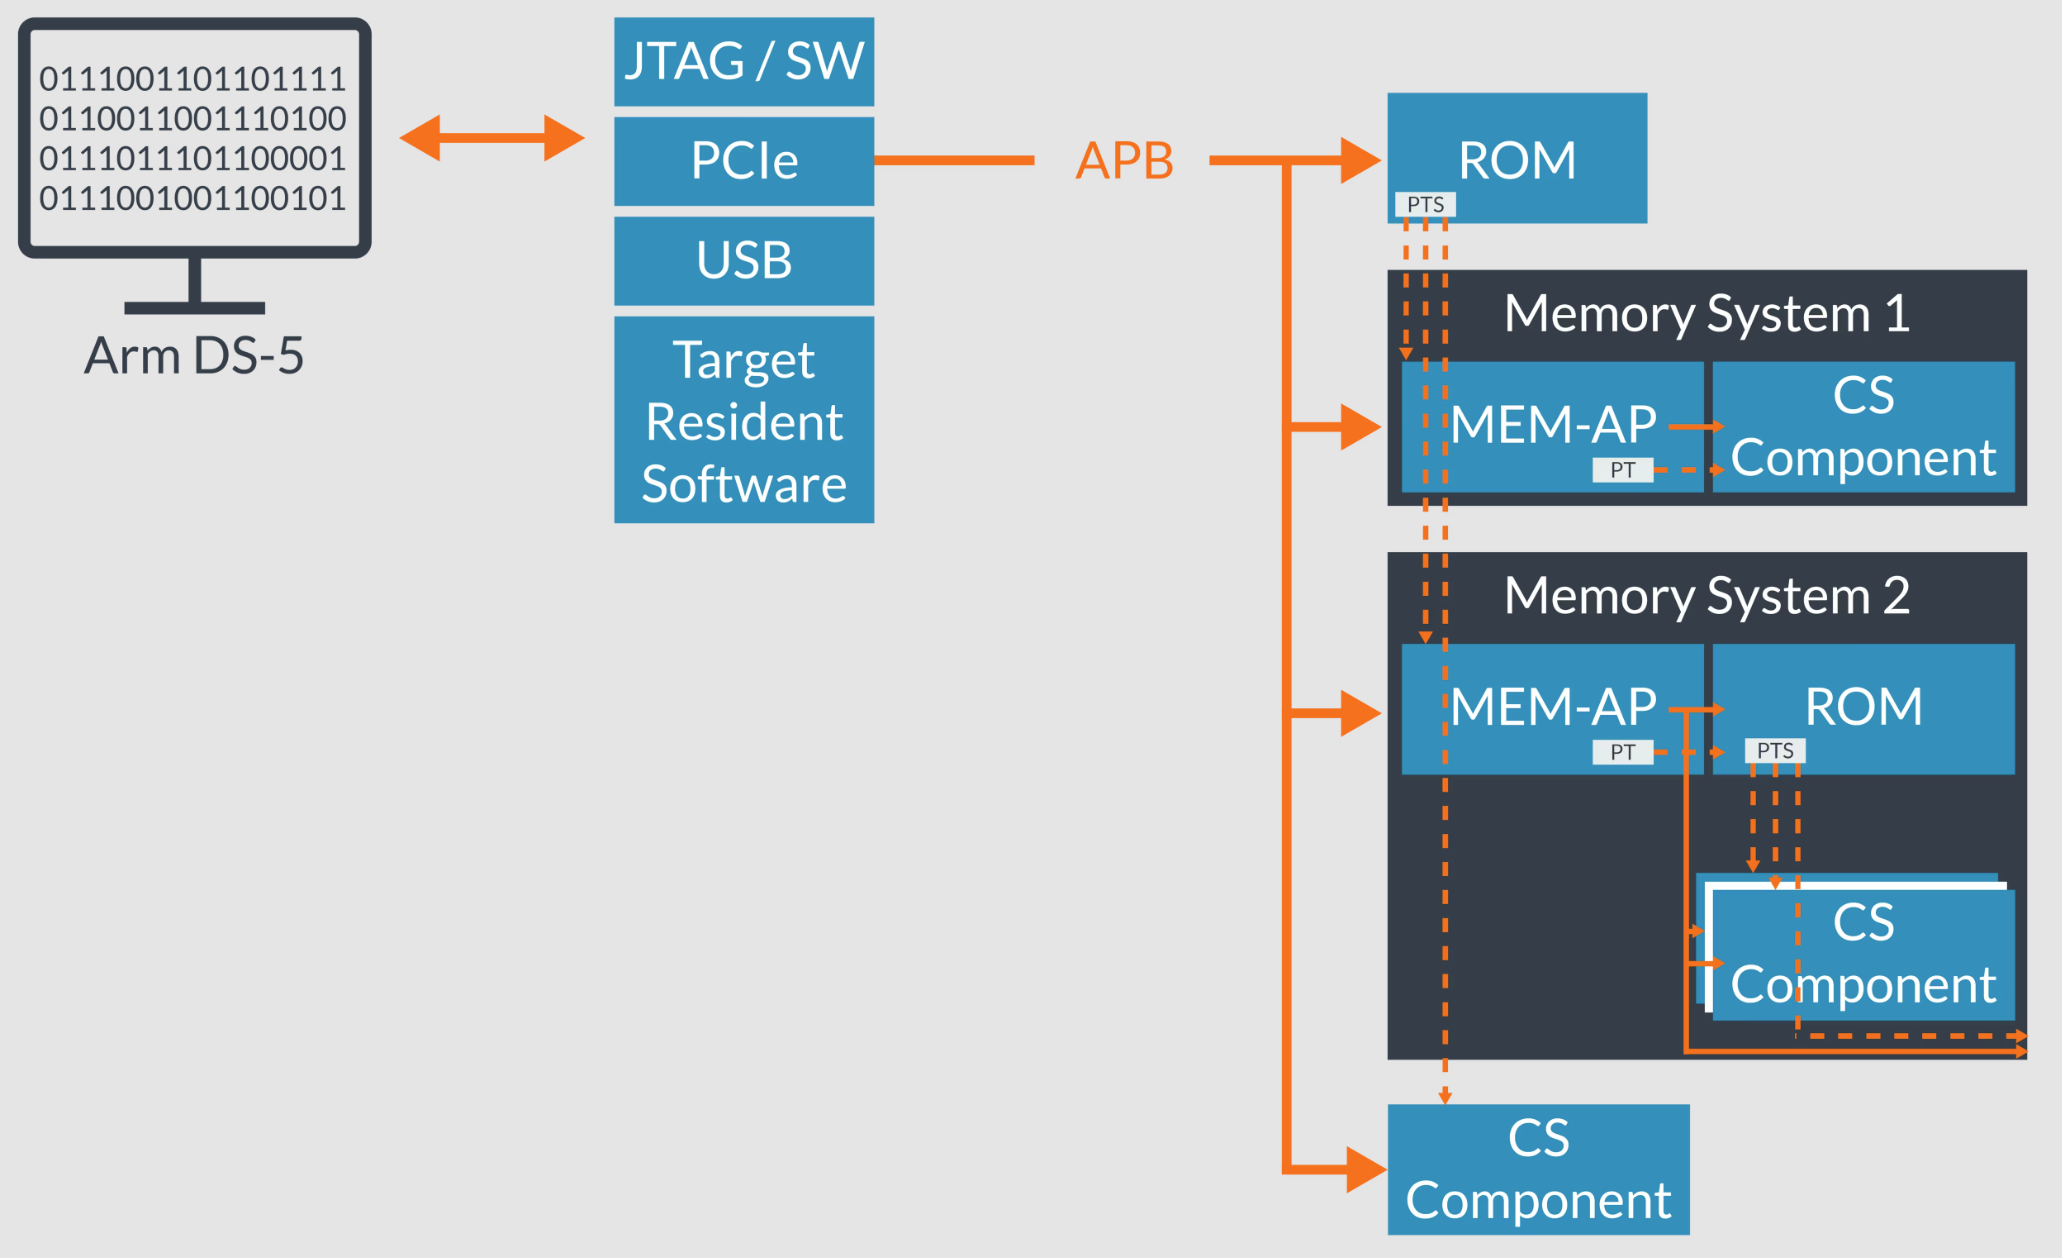 0111001101101111
0110011001110100
0111011101100001
0111001001100101
Arm DS-5
JTAG / SW
PCIe
USB
Target
Resident
Software
APB
ROM
PTS
Memory System 1
MEM-AP
PT
CS
Component
Memory System 2
MEM-AP
PT
ROM
PTS
CS
Component
CS
Component